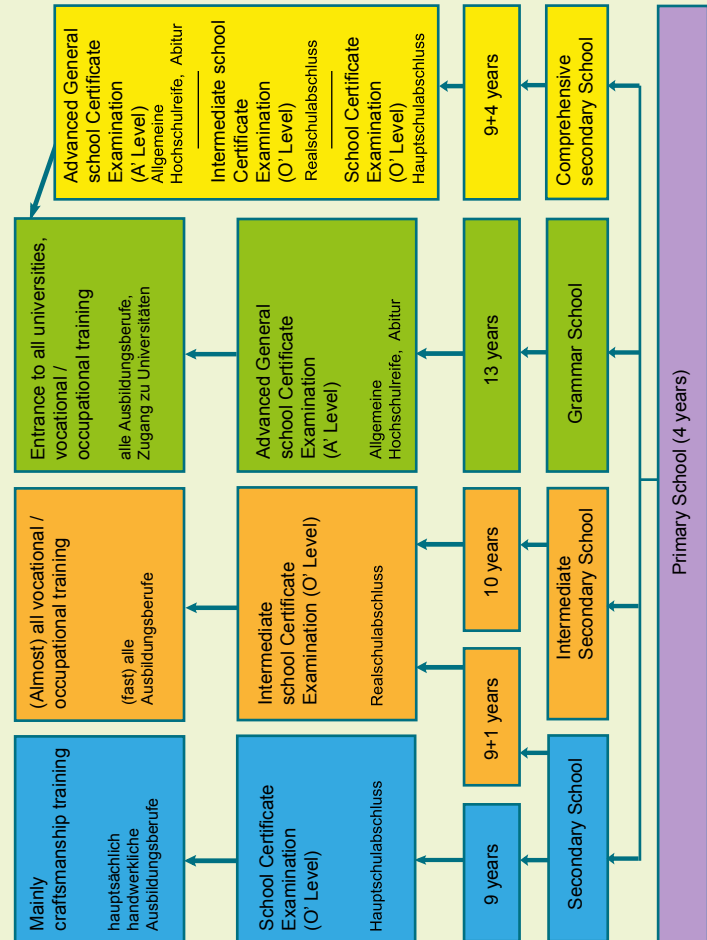 Mainly
craftsmanship training
hauptsächlich
handwerkliche
Ausbildungsberufe
(Almost) all vocational /
occupational training
(fast) alle
Ausbildungsberufe
Entrance to all universities,
vocational /
occupational training
alle Ausbildungsberufe,
Zugang zu Universitäten
School Certificate
Examination
(O’ Level)
Hauptschulabschluss
Intermediate
school Certificate
Examination (O’ Level)
Realschulabschluss
Advanced General
school Certificate
Examination
(A’ Level)
Allgemeine
Hochschulreife, Abitur
Advanced General
school Certificate
Examination
(A’ Level)
Allgemeine
Hochschulreife, Abitur
Intermediate school
Certificate
Examination
(O’ Level)
Realschulabschluss
School Certificate
Examination
(O’ Level)
Hauptschulabschluss
9 years
9+1 years
10 years
13 years
9+4 years
Secondary School
Intermediate
Secondary School
Grammar School
Comprehensive
secondary School
Primary School (4 years)